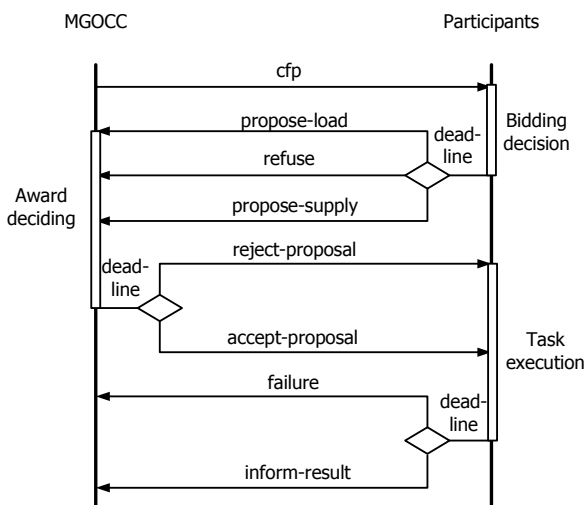 MGOCC
Participants
cfp
propose-load
dead-
line
Bidding
decision
refuse
propose-supply
Award
deciding
reject-proposal
dead-
line
accept-proposal
Task
execution
failure
dead-
line
inform-result